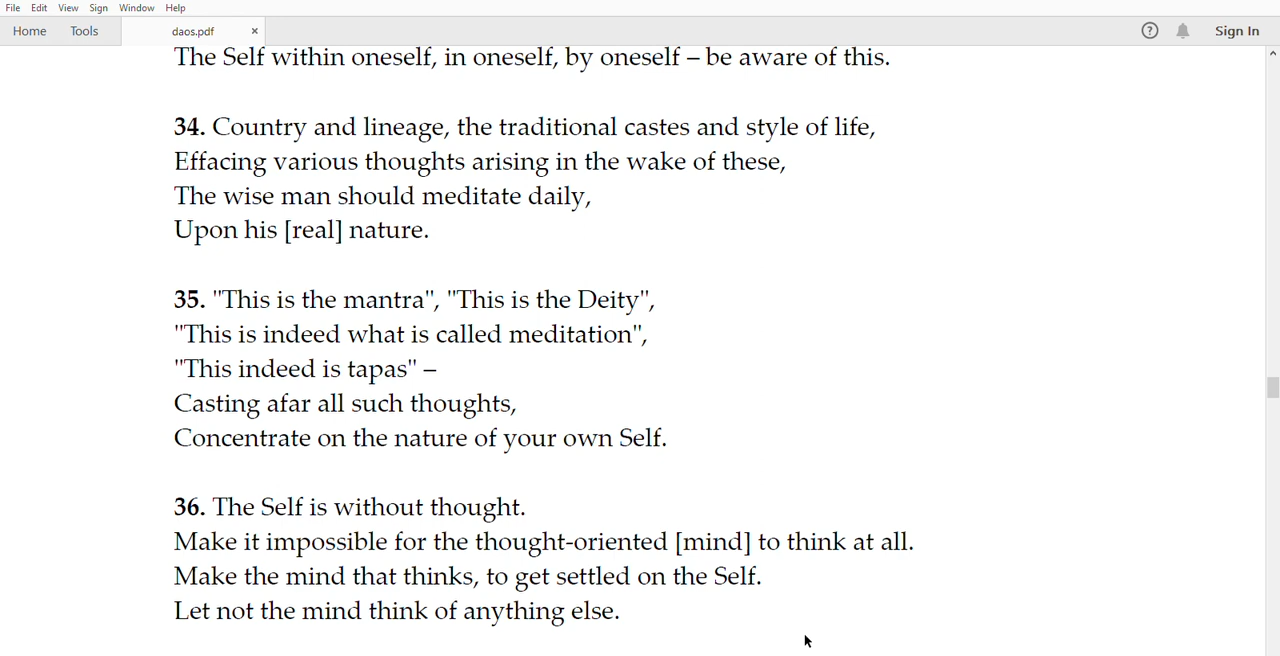 File Edit View Sign Window Help
Home Tools daos.pdf × ? Sign In
The Self within oneself, in oneself, by oneself – be aware of this.
34. Country and lineage, the traditional castes and style of life,
Effacing various thoughts arising in the wake of these,
The wise man should meditate daily,
Upon his [real] nature.
35. "This is the mantra", "This is the Deity",
"This is indeed what is called meditation",
"This indeed is tapas" –
Casting afar all such thoughts,
Concentrate on the nature of your own Self.
36. The Self is without thought.
Make it impossible for the thought-oriented [mind] to think at all.
Make the mind that thinks, to get settled on the Self.
Let not the mind think of anything else.